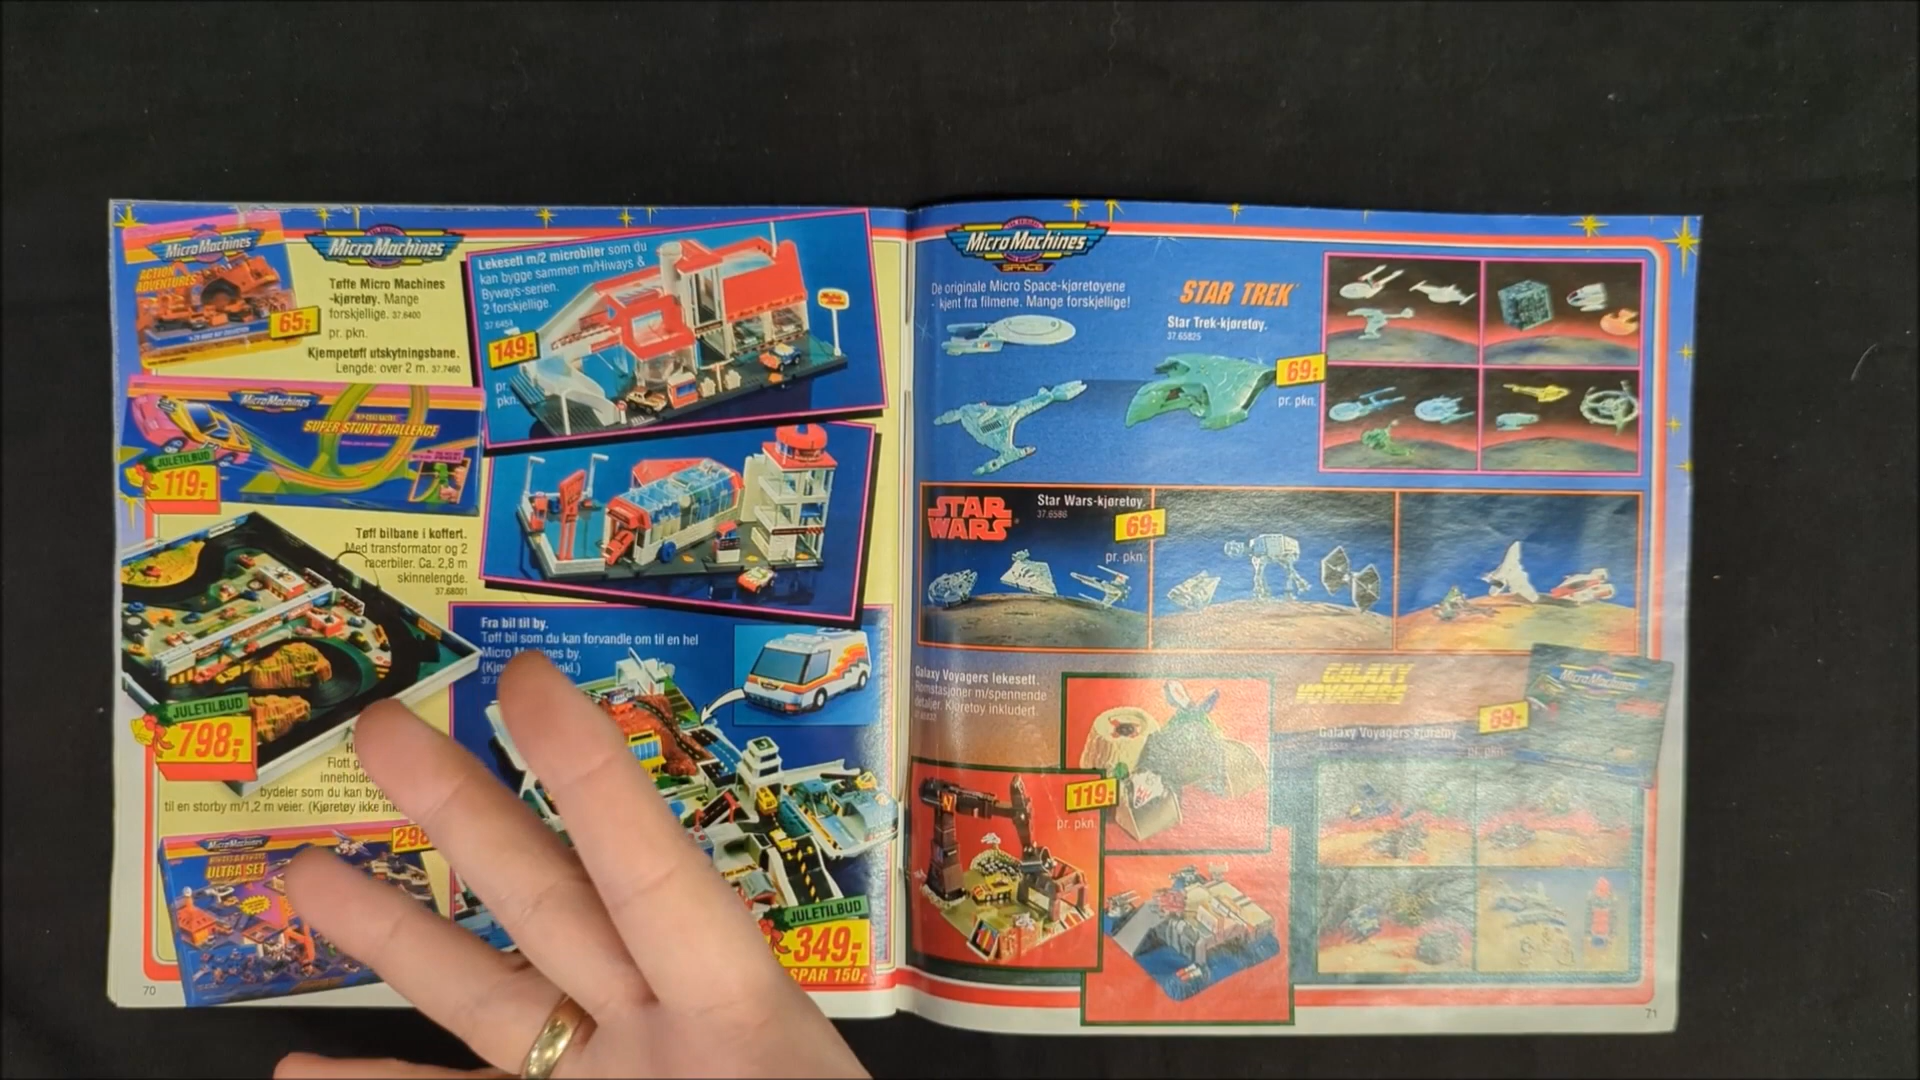 Micro Machines
ACTION
ADVENTURES
65,-
Micro Machines
Tøffe Micro Machines
-kjøretøy. Mange
forskjellige. 37.6400
pr. pkn.
Kjempetøff utskytningsbane.
Lengde: over 2 m. 37.7460
Micro Machines
SUPER STUNT CHALLENGE
JULETILBUD
119,-
Tøff bilbane i koffert.
Med transformator og 2
racerbiler. Ca. 2,8 m
skinnelengde.
37.68001
JULETILBUD
798,-
Flott
inneholde
bydeler som du kan byg
til en storby m/1,2 m veier. (Kjøretøy ikke ink
Micro Machines
ULTRA SET
298
70
Lekesett m/2 microbiler som du
kan bygge sammen m/Hiways &
Byways-serien.
2 forskjellige.
149,-
pr.
pkn.
Fra bil til by.
Tøff bil som du kan forvandle om til en hel
Micro by.
JULETILBUD
349,-
SPAR 150,-
Micro Machines
SPACE
De originale Micro Space-kjøretøyene
- kjent fra filmene. Mange forskjellige!
STAR TREK
Star Trek-kjøretøy.
37.65825
69,-
pr. pkn.
STAR
WARS
Star Wars-kjøretøy.
37.6586
69,-
pr. pkn.
Galaxy Voyagers lekesett.
Romstasjoner m/spennende
detaljer. Kjøretøy inkludert.
119,-
pr. pkn.
GALAXY
VOYAGERS
Micro Machines
69,-
Galaxy Voyagers-kjøretøy.
pr. pkn.
71